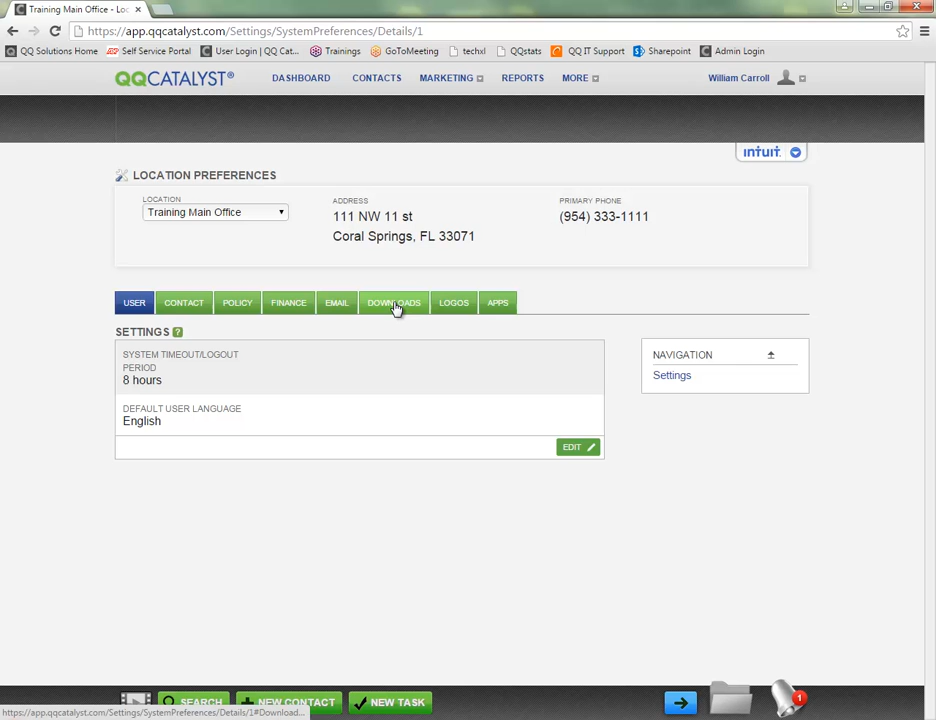 Training Main Office - Loc
https://app.qqcatalyst.com/Settings/SystemPreferences/Details/1
QQ Solutions Home Self Service Portal User Login | QQ Cat... Trainings GoToMeeting techxl QQstats QQ IT Support Sharepoint Admin Login
QQCATALYST® DASHBOARD CONTACTS MARKETING REPORTS MORE William Carroll
intuit
LOCATION PREFERENCES
LOCATION
Training Main Office
ADDRESS
111 NW 11 st
Coral Springs, FL 33071
PRIMARY PHONE
(954) 333-1111
USER CONTACT POLICY FINANCE EMAIL DOWNLOADS LOGOS APPS
SETTINGS ?
SYSTEM TIMEOUT/LOGOUT
PERIOD
8 hours
DEFAULT USER LANGUAGE
English
EDIT
NAVIGATION
Settings
SEARCH NEW CONTACT NEW TASK 1
https://app.qqcatalyst.com/Settings/SystemPreferences/Details/1#Download...